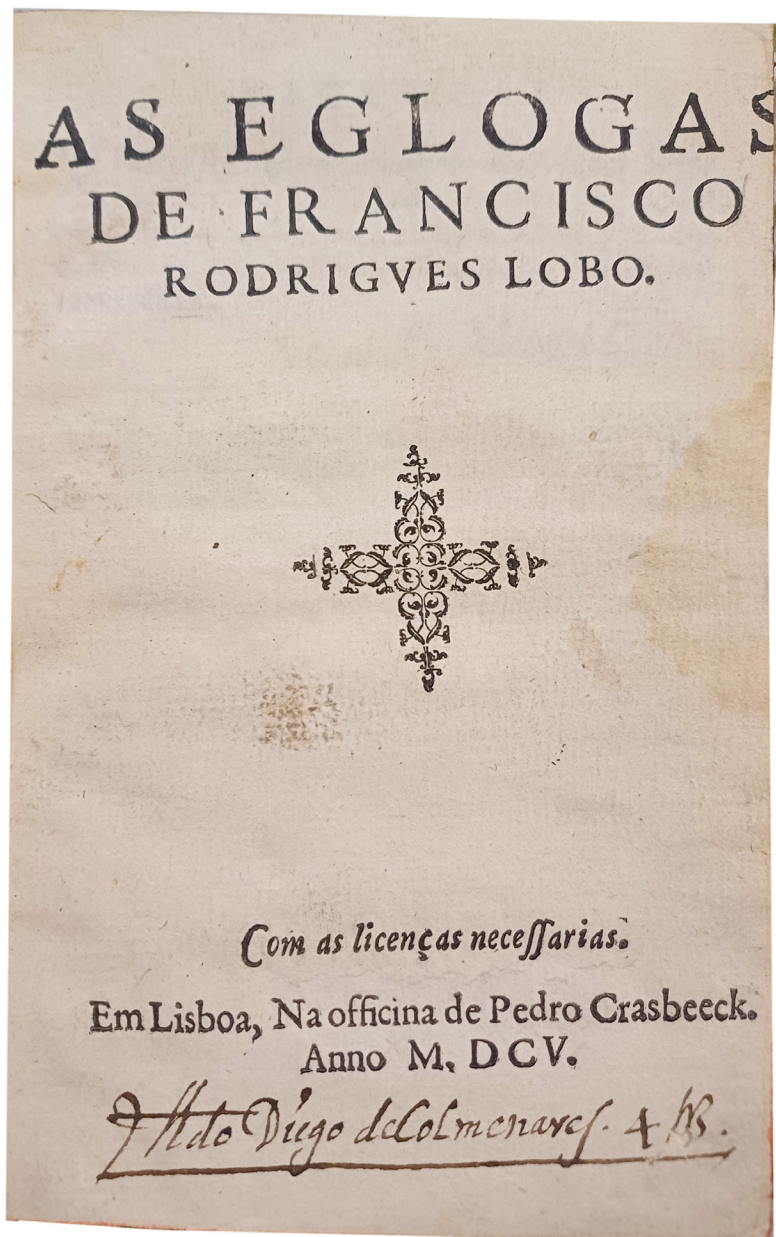 AS EGLOGAS
DE FRANCISCO
RODRIGVES LOBO.
Com as licenças neceſſarias.
Em Lisboa, Na officina de Pedro Crasbeeck.
Anno M. DCV.
Diego de Colmenares. 4